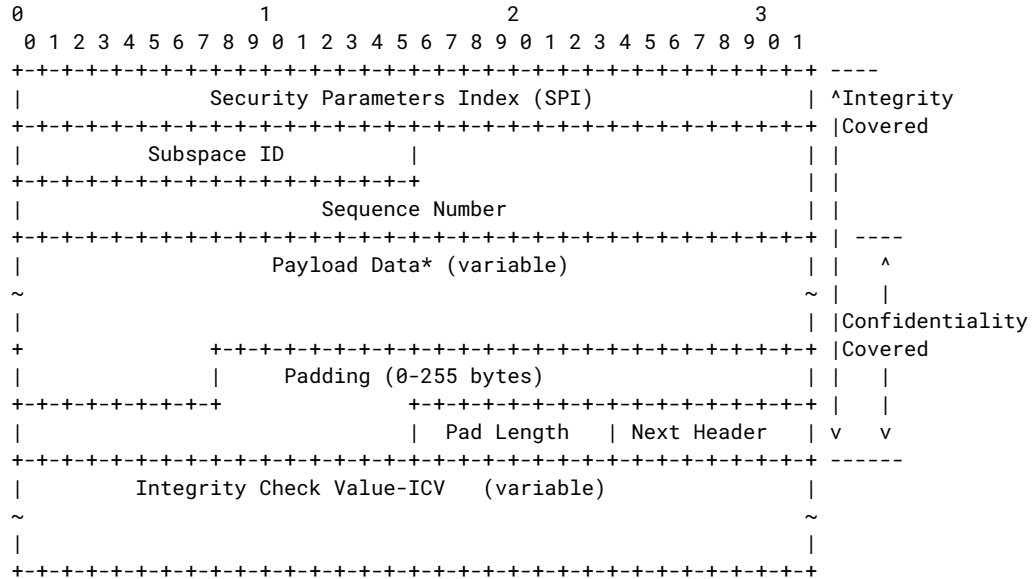 0                   1                   2                   3
 0 1 2 3 4 5 6 7 8 9 0 1 2 3 4 5 6 7 8 9 0 1 2 3 4 5 6 7 8 9 0 1
+-+-+-+-+-+-+-+-+-+-+-+-+-+-+-+-+-+-+-+-+-+-+-+-+-+-+-+-+-+-+-+-+ ----
|               Security Parameters Index (SPI)                 | ^Integrity
+-+-+-+-+-+-+-+-+-+-+-+-+-+-+-+-+-+-+-+-+-+-+-+-+-+-+-+-+-+-+-+-+ |Covered
|          Subspace ID          |                               | |
+-+-+-+-+-+-+-+-+-+-+-+-+-+-+-+-+                               | |
|                        Sequence Number                        | |
+-+-+-+-+-+-+-+-+-+-+-+-+-+-+-+-+-+-+-+-+-+-+-+-+-+-+-+-+-+-+-+-+ | ----
|                    Payload Data* (variable)                   | |   ^
~                                                               ~ |   |
|                                                               | |Confidentiality
+               +-+-+-+-+-+-+-+-+-+-+-+-+-+-+-+-+-+-+-+-+-+-+-+-+ |Covered
|               |     Padding (0-255 bytes)                     | |   |
+-+-+-+-+-+-+-+-+               +-+-+-+-+-+-+-+-+-+-+-+-+-+-+-+-+ |   |
|                               |  Pad Length   | Next Header   | v   v
+-+-+-+-+-+-+-+-+-+-+-+-+-+-+-+-+-+-+-+-+-+-+-+-+-+-+-+-+-+-+-+-+ ------
|         Integrity Check Value-ICV   (variable)                |
~                                                               ~
|                                                               |
+-+-+-+-+-+-+-+-+-+-+-+-+-+-+-+-+-+-+-+-+-+-+-+-+-+-+-+-+-+-+-+-+